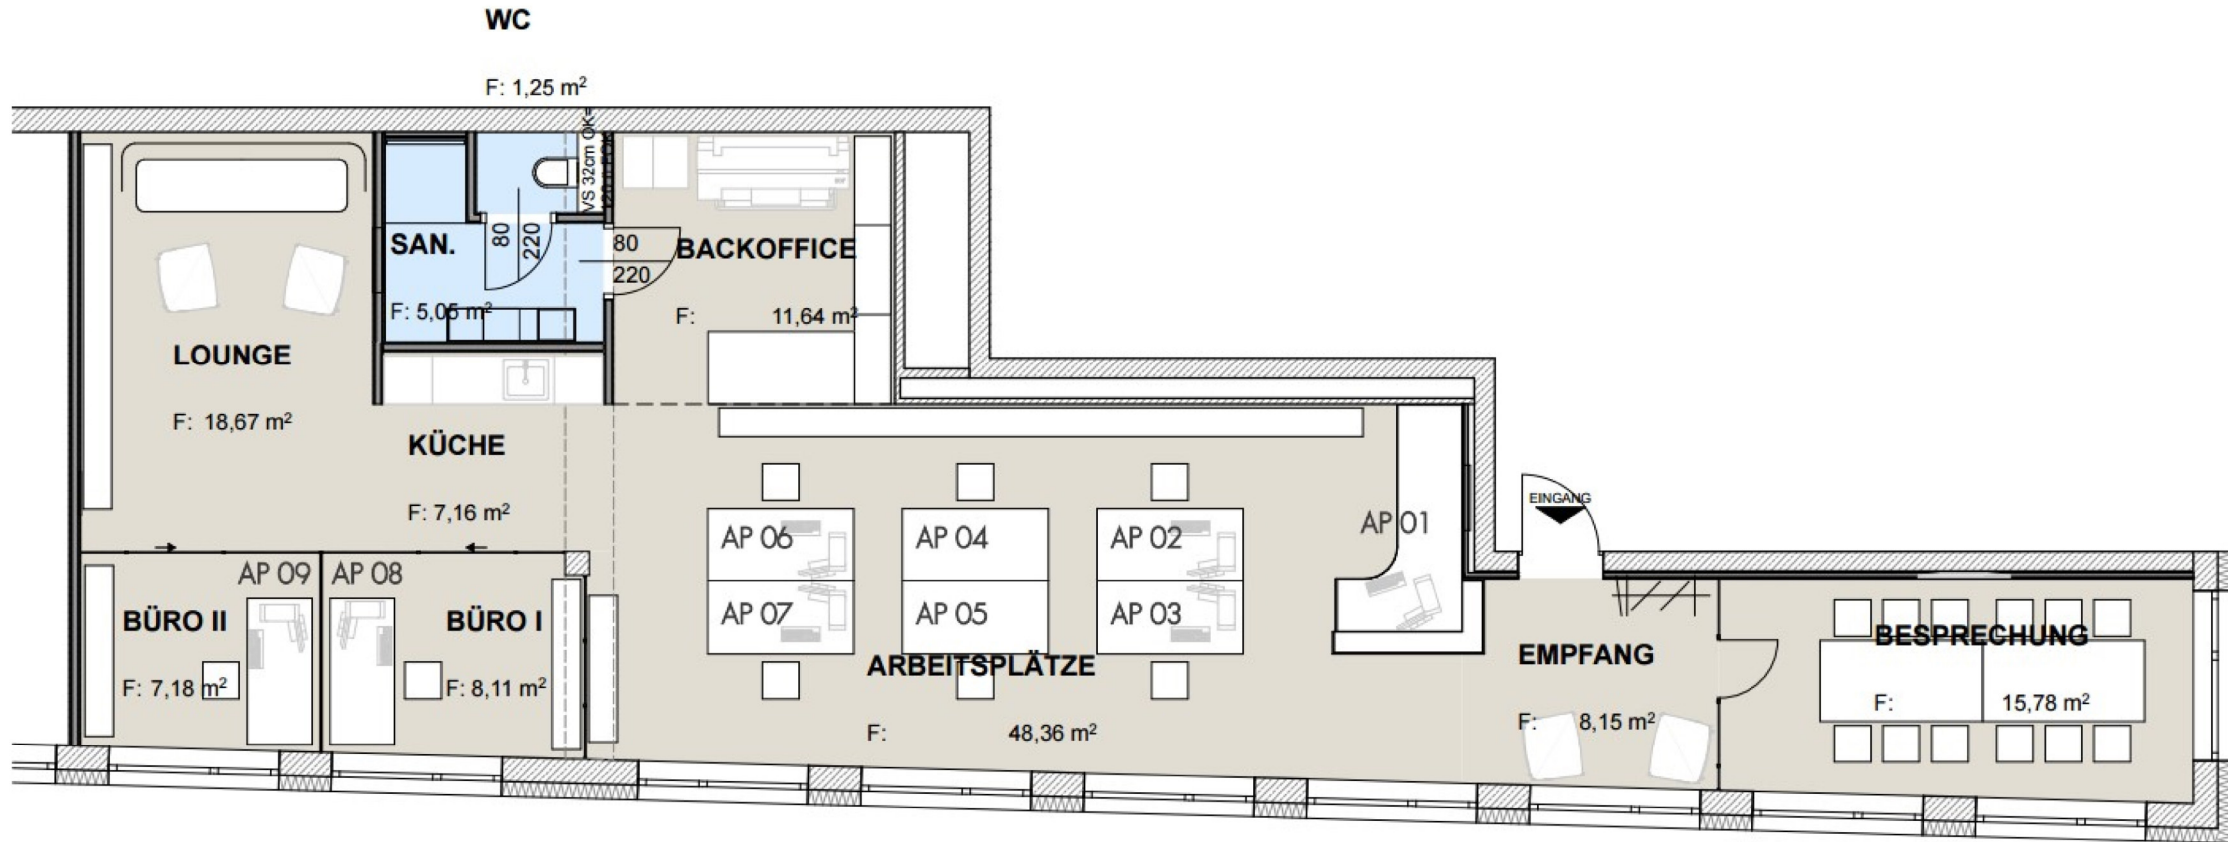 WC
F: 1,25 m²
VS 32cm OK=
SAN.
F: 5,05 m²
80
220
80
220
BACKOFFICE
F: 11,64 m²
LOUNGE
F: 18,67 m²
KÜCHE
F: 7,16 m²
EINGANG
AP 06
AP 04
AP 02
AP 01
AP 07
AP 05
AP 03
AP 09
AP 08
BÜRO II
F: 7,18 m²
BÜRO I
F: 8,11 m²
ARBEITSPLÄTZE
F: 48,36 m²
EMPFANG
F: 8,15 m²
BESPRECHUNG
F: 15,78 m²